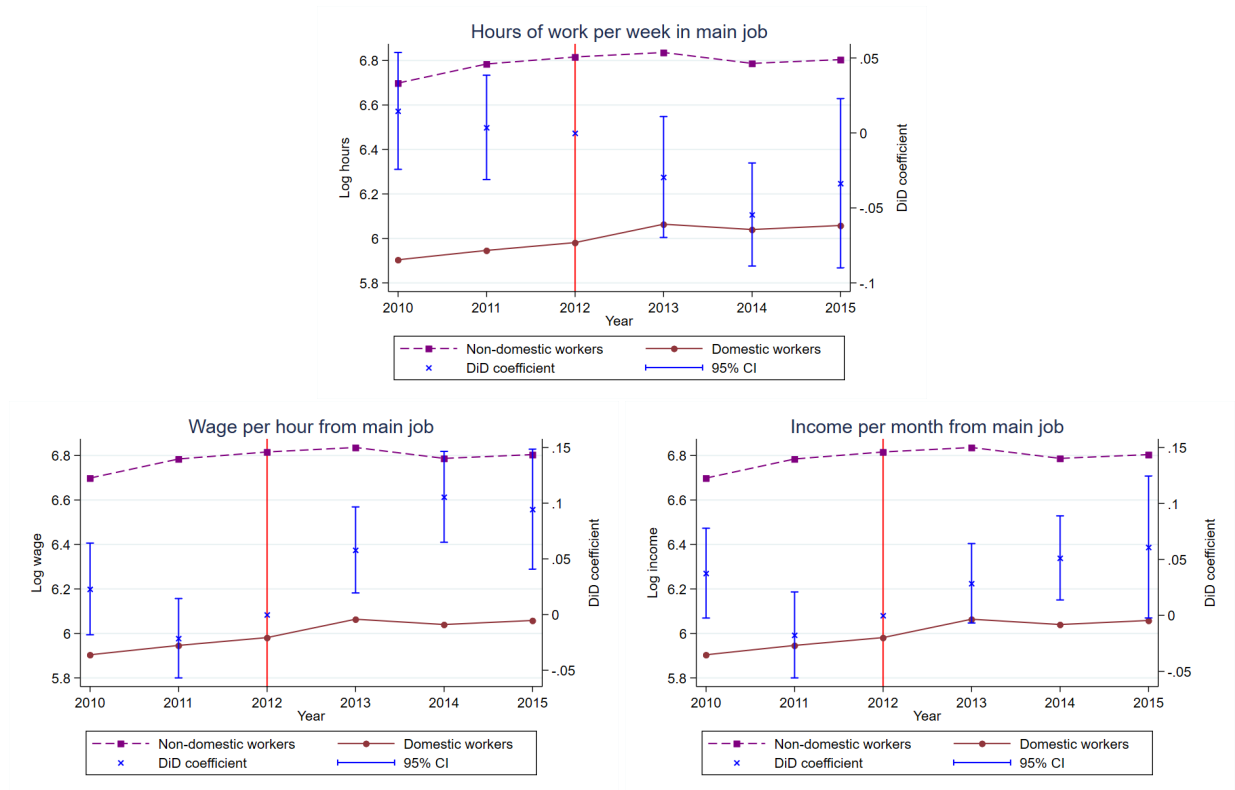 Hours of work per week in main job
6.8
6.6
6.4
6.2
6
5.8
Log hours
.05
0
-.05
-.1
DiD coefficient
2010 2011 2012 2013 2014 2015
Year
Non-domestic workers Domestic workers
DiD coefficient 95% CI
Wage per hour from main job
6.8
6.6
6.4
6.2
6
5.8
Log wage
.15
.1
.05
0
-.05
DiD coefficient
2010 2011 2012 2013 2014 2015
Year
Non-domestic workers Domestic workers
DiD coefficient 95% CI
Income per month from main job
6.8
6.6
6.4
6.2
6
5.8
Log income
.15
.1
.05
0
-.05
DiD coefficient
2010 2011 2012 2013 2014 2015
Year
Non-domestic workers Domestic workers
DiD coefficient 95% CI